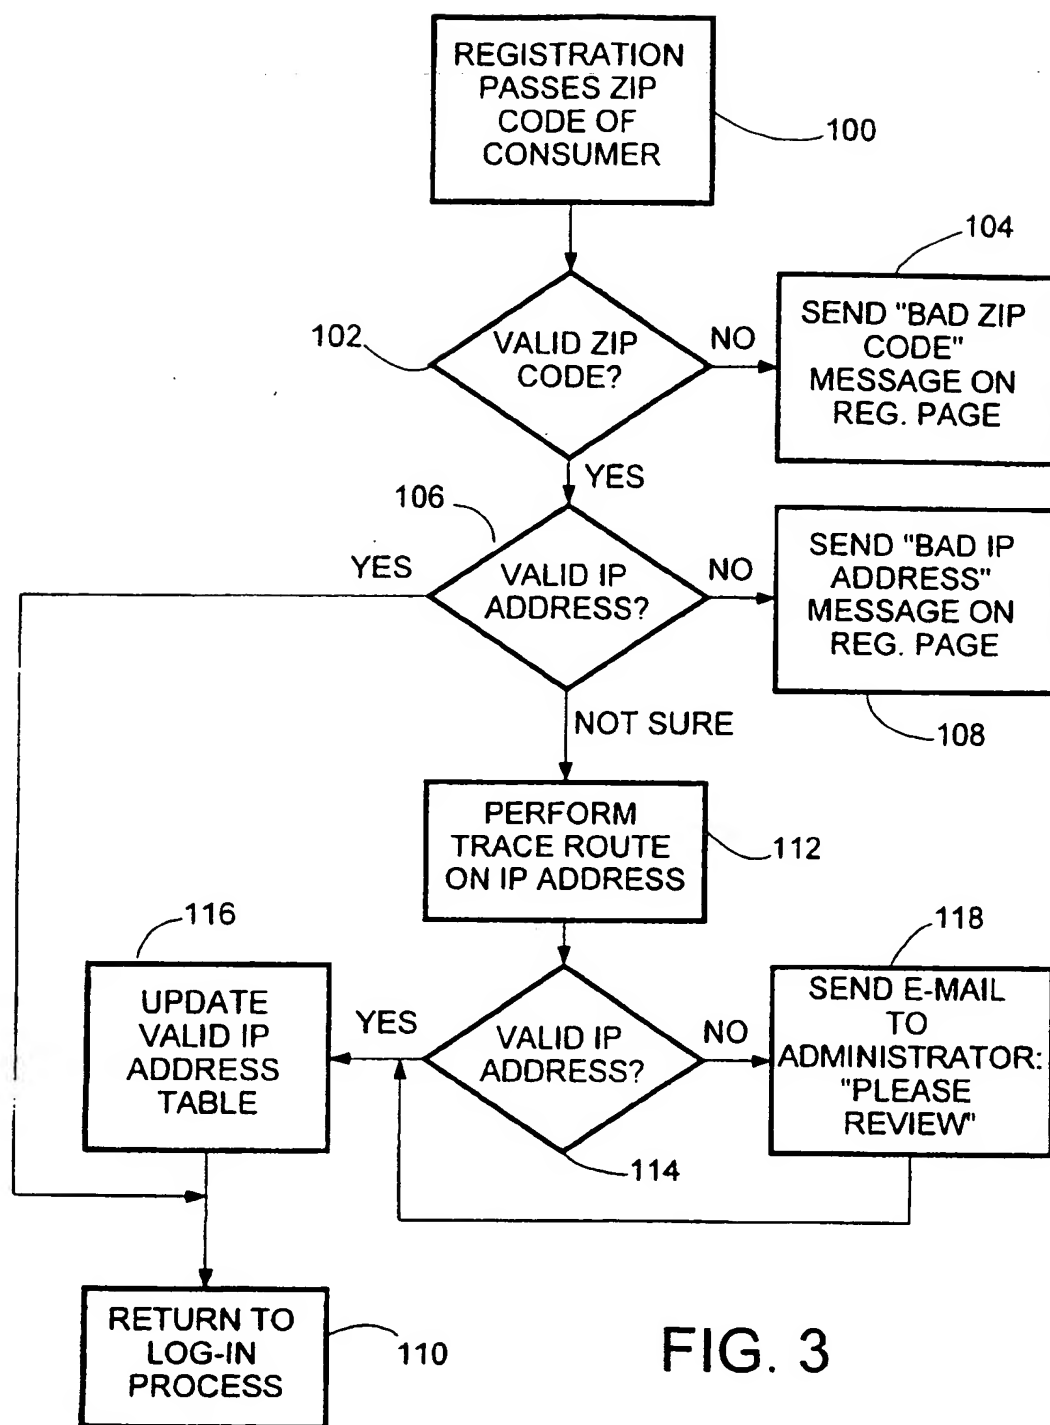 REGISTRATION
PASSES ZIP
CODE OF
CONSUMER
100
104
102
VALID ZIP
CODE?
NO
SEND "BAD ZIP
CODE"
MESSAGE ON
REG. PAGE
YES
106
YES
VALID IP
ADDRESS?
NO
SEND "BAD IP
ADDRESS"
MESSAGE ON
REG. PAGE
108
NOT SURE
PERFORM
TRACE ROUTE
ON IP ADDRESS
112
116
118
UPDATE
VALID IP
ADDRESS
TABLE
YES
VALID IP
ADDRESS?
NO
SEND E-MAIL
TO
ADMINISTRATOR:
"PLEASE
REVIEW"
114
RETURN TO
LOG-IN
PROCESS
110
FIG. 3